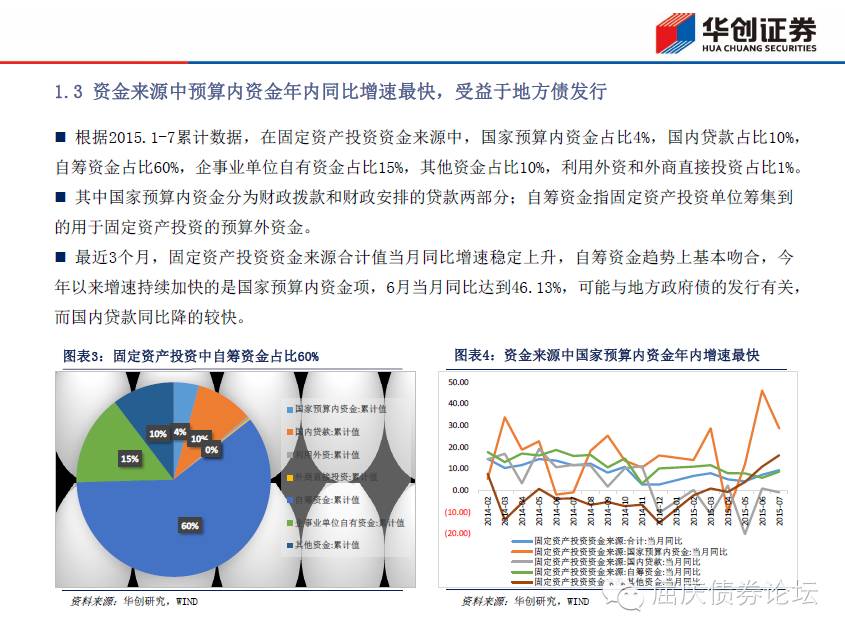 华创证券
HUA CHUANG SECURITIES
1.3 资金来源中预算内资金年内同比增速最快，受益于地方债发行
■ 根据2015.1-7累计数据，在固定资产投资资金来源中，国家预算内资金占比4%，国内贷款占比10%，
自筹资金占比60%，企事业单位自有资金占比15%，其他资金占比10%，利用外资和外商直接投资占比1%。
■ 其中国家预算内资金分为财政拨款和财政安排的贷款两部分；自筹资金指固定资产投资单位筹集到
的用于固定资产投资的预算外资金。
■ 最近3个月，固定资产投资资金来源合计值当月同比增速稳定上升，自筹资金趋势上基本吻合，今
年以来增速持续加快的是国家预算内资金项，6月当月同比达到46.13%，可能与地方政府债的发行有关，
而国内贷款同比降的较快。
图表3：固定资产投资中自筹资金占比60%
10%
4%
10%
0%
15%
60%
国家预算内资金:累计值
国内贷款:累计值
利用外资:累计值
外商直接投资:累计值
自筹资金:累计值
企事业单位自有资金:累计值
其他资金:累计值
资料来源：华创研究，WIND
图表4：资金来源中国家预算内资金年内增速最快
50.00
40.00
30.00
20.00
10.00
0.00
(10.00)
(20.00)
2014-02
2014-03
2014-04
2014-05
2014-06
2014-07
2014-08
2014-09
2014-10
2014-11
2014-12
2015-01
2015-02
2015-03
2015-04
2015-05
2015-06
2015-07
固定资产投资资金来源:合计:当月同比
固定资产投资资金来源:国家预算内资金:当月同比
固定资产投资资金来源:国内贷款:当月同比
固定资产投资资金来源:自筹资金:当月同比
固定资产投资资金来源:其他资金:当月同比
资料来源：华创研究，WIND
屈庆债券论坛